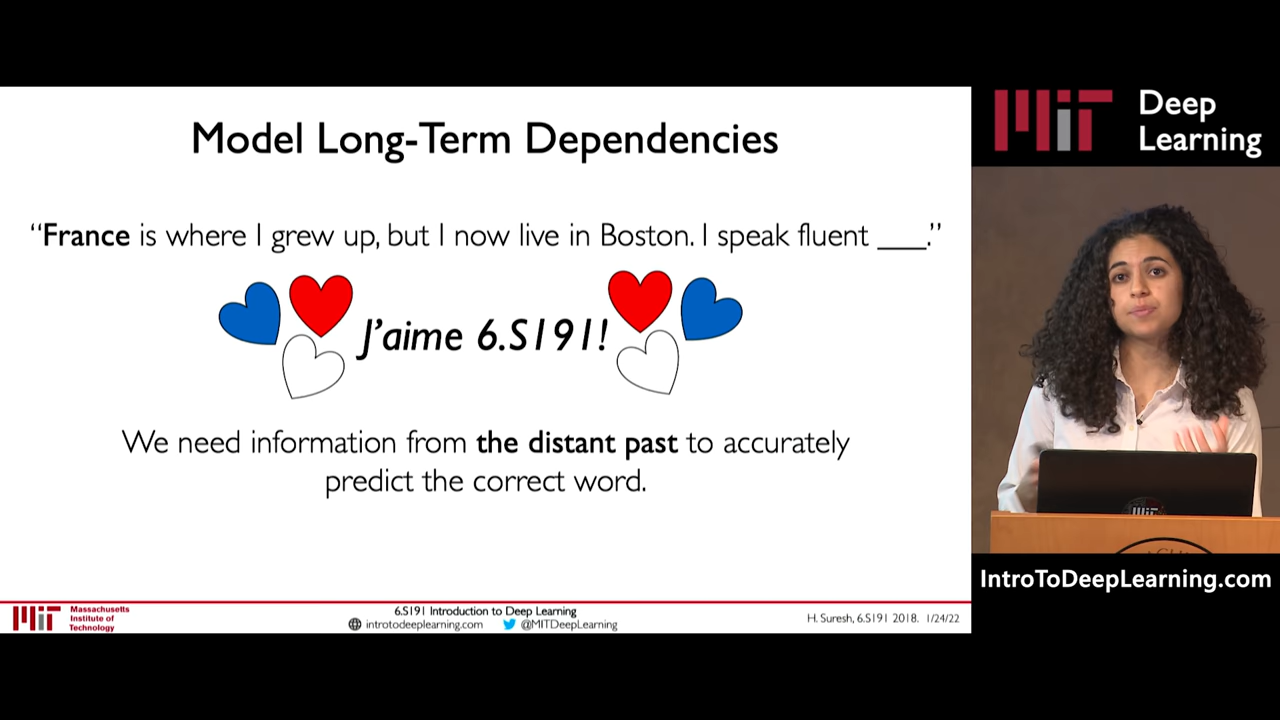 Model Long-Term Dependencies
“France is where I grew up, but I now live in Boston. I speak fluent ___.”
J’aime 6.S191!
We need information from the distant past to accurately
predict the correct word.
MIT
Massachusetts
Institute of
Technology
6.S191 Introduction to Deep Learning
introtodeeplearning.com
@MITDeepLearning
H. Suresh, 6.S191 2018. 1/24/22
MIT
Deep
Learning
MIT
IntroToDeepLearning.com